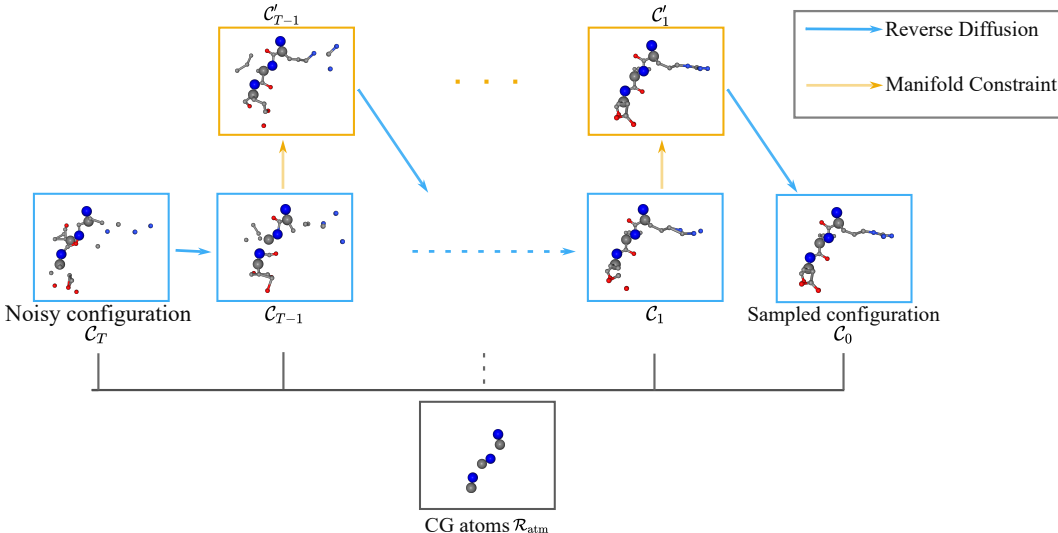 𝒞′_{T−1}
𝒞′_1
Reverse Diffusion
Manifold Constraint
Noisy configuration
𝒞_T
𝒞_{T−1}
𝒞_1
Sampled configuration
𝒞_0
CG atoms ℛ_atm